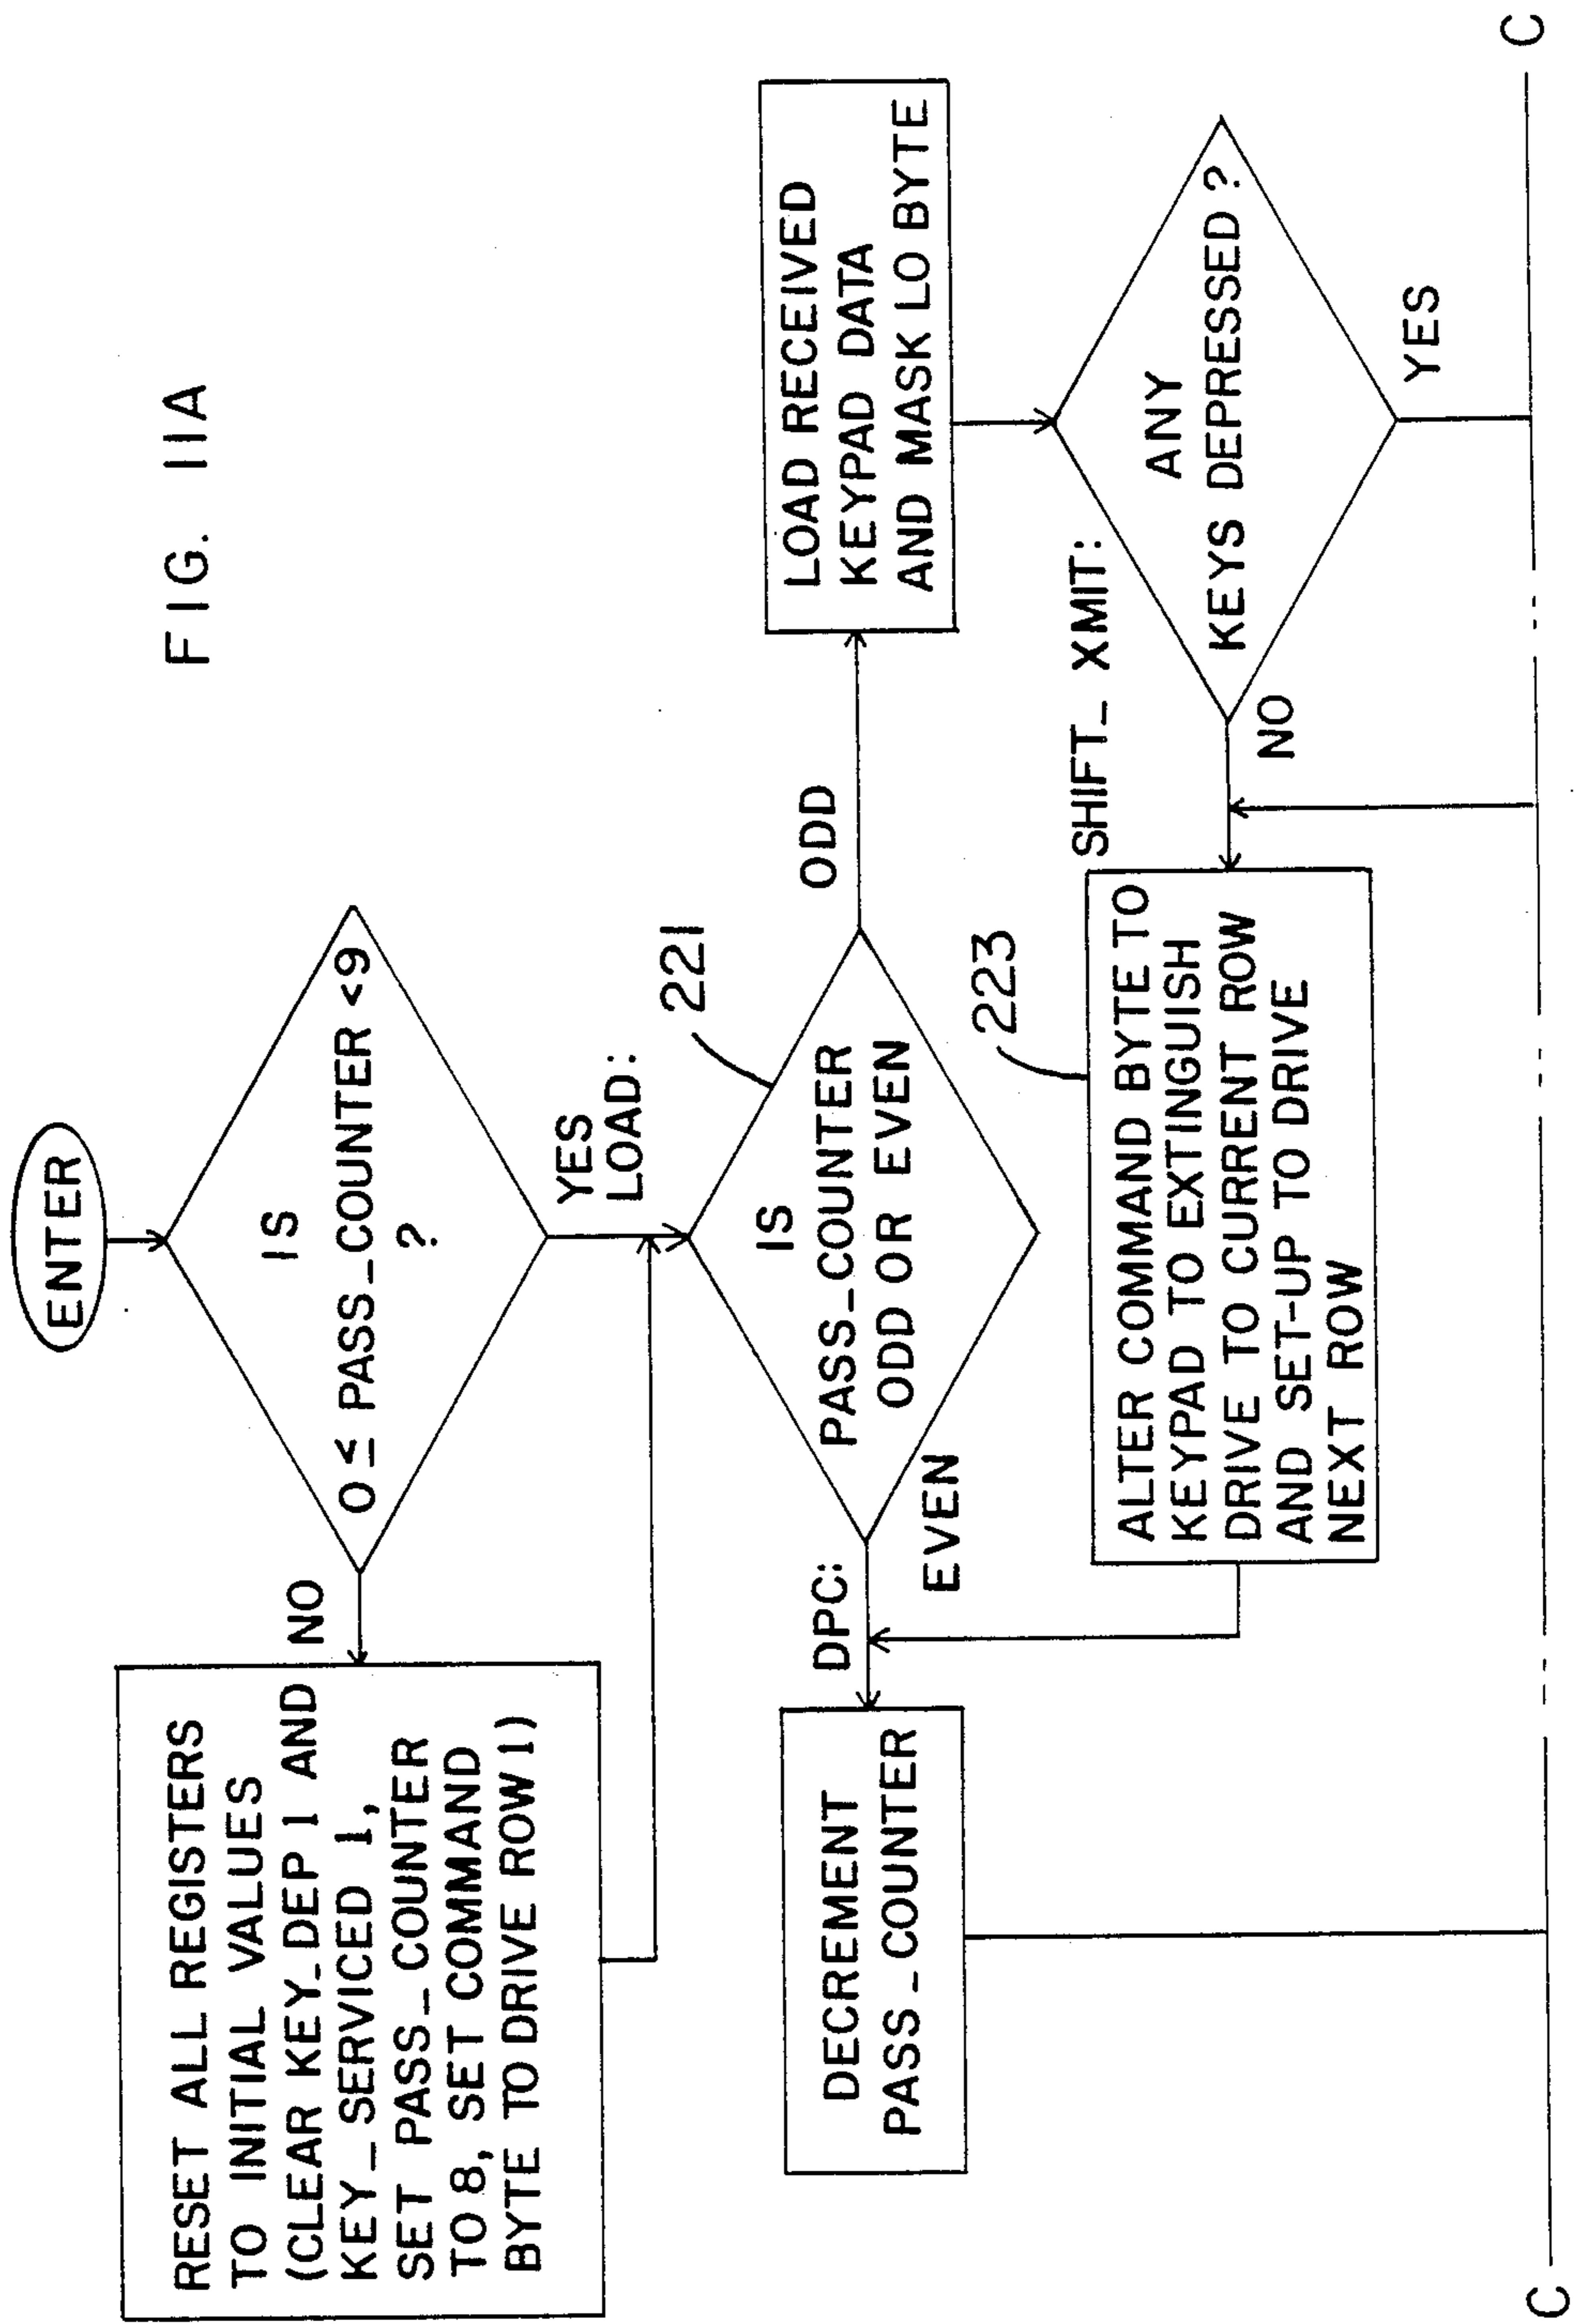 FIG. 11A
ENTER
IS
0 ≤ PASS_COUNTER <9
?
NO
RESET ALL REGISTERS
TO INITIAL VALUES
(CLEAR KEY_DEP 1 AND
KEY_SERVICED 1,
SET PASS_COUNTER
TO 8, SET COMMAND
BYTE TO DRIVE ROW 1)
YES
LOAD:
221
IS
PASS_COUNTER
ODD OR EVEN
ODD
LOAD RECEIVED
KEYPAD DATA
AND MASK LO BYTE
DPC:
EVEN
DECREMENT
PASS_COUNTER
223
ALTER COMMAND BYTE TO
KEYPAD TO EXTINGUISH
DRIVE TO CURRENT ROW
AND SET-UP TO DRIVE
NEXT ROW
SHIFT_ XMIT:
ANY
KEYS DEPRESSED ?
NO
YES
C
C